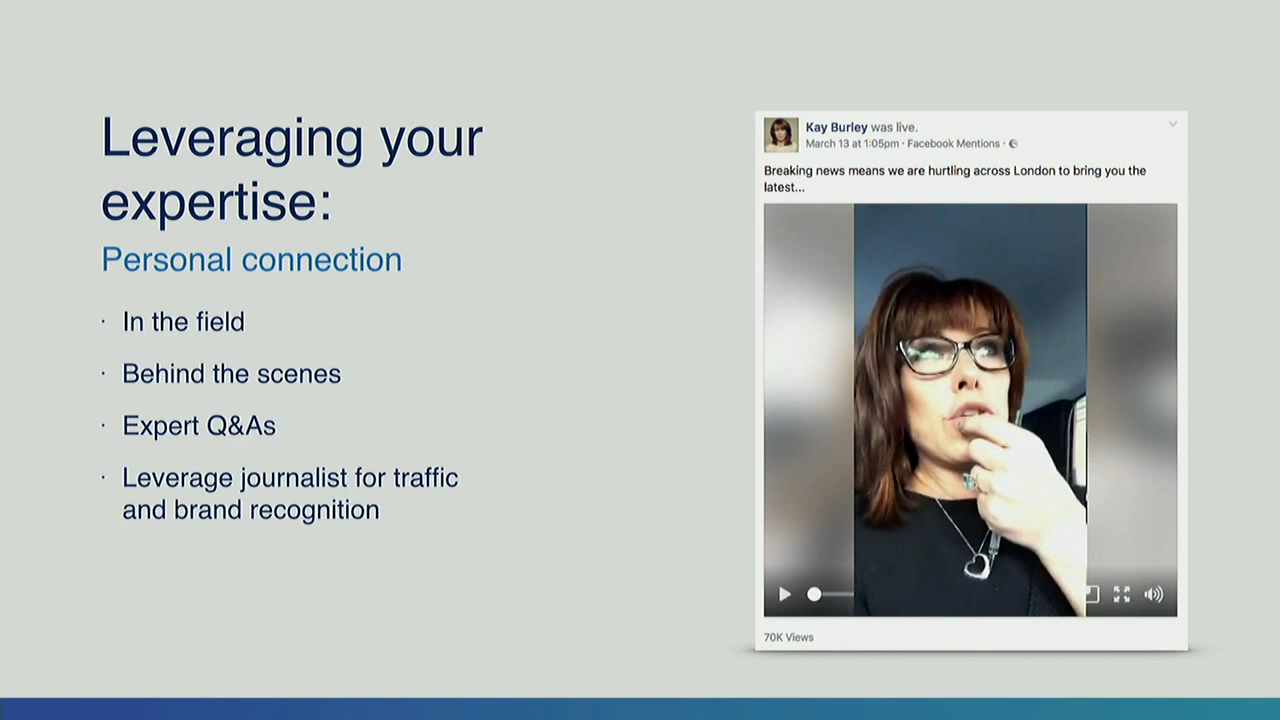 Leveraging your
expertise:
Personal connection
· In the field
· Behind the scenes
· Expert Q&As
· Leverage journalist for traffic
and brand recognition
Kay Burley was live.
March 13 at 1:05pm · Facebook Mentions ·
Breaking news means we are hurtling across London to bring you the
latest...
70K Views